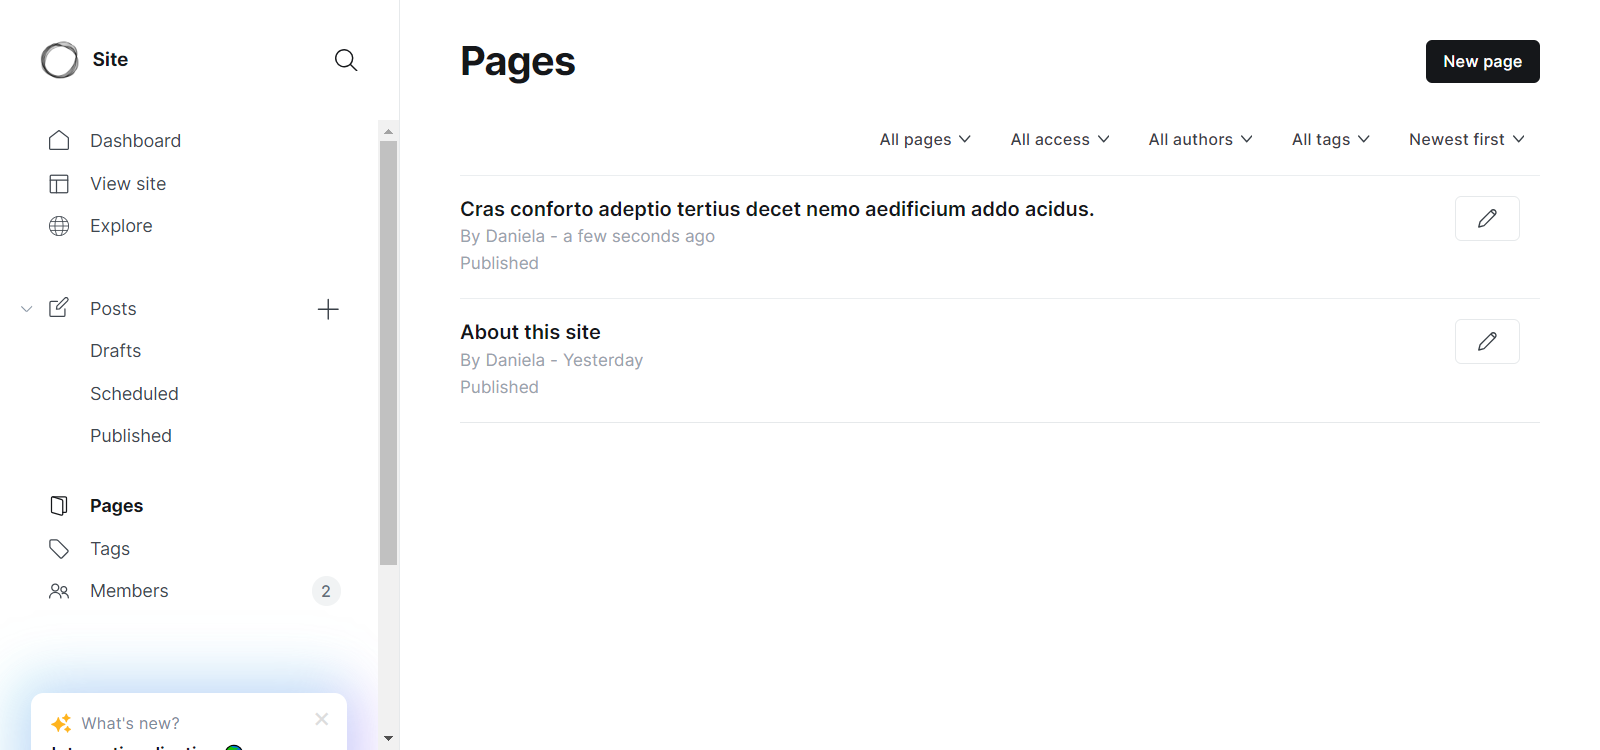 Site
Dashboard
View site
Explore
Posts
Drafts
Scheduled
Published
Pages
Tags
Members 2
What's new?
Pages
New page
All pages All access All authors All tags Newest first
Cras conforto adeptio tertius decet nemo aedificium addo acidus.
By Daniela - a few seconds ago
Published
About this site
By Daniela - Yesterday
Published